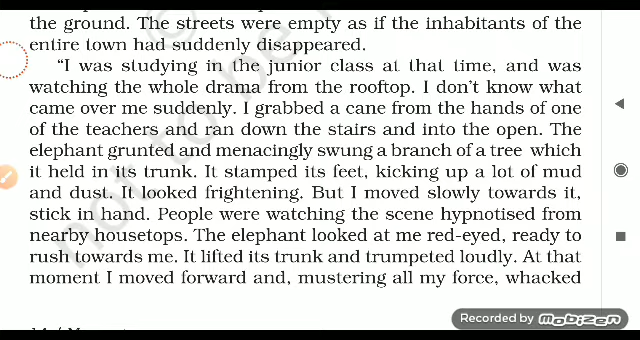 the ground. The streets were empty as if the inhabitants of the
entire town had suddenly disappeared.
“I was studying in the junior class at that time, and was
watching the whole drama from the rooftop. I don’t know what
came over me suddenly. I grabbed a cane from the hands of one
of the teachers and ran down the stairs and into the open. The
elephant grunted and menacingly swung a branch of a tree which
it held in its trunk. It stamped its feet, kicking up a lot of mud
and dust. It looked frightening. But I moved slowly towards it,
stick in hand. People were watching the scene hypnotised from
nearby housetops. The elephant looked at me red-eyed, ready to
rush towards me. It lifted its trunk and trumpeted loudly. At that
moment I moved forward and, mustering all my force, whacked
Recorded by mobizen
not to be
©